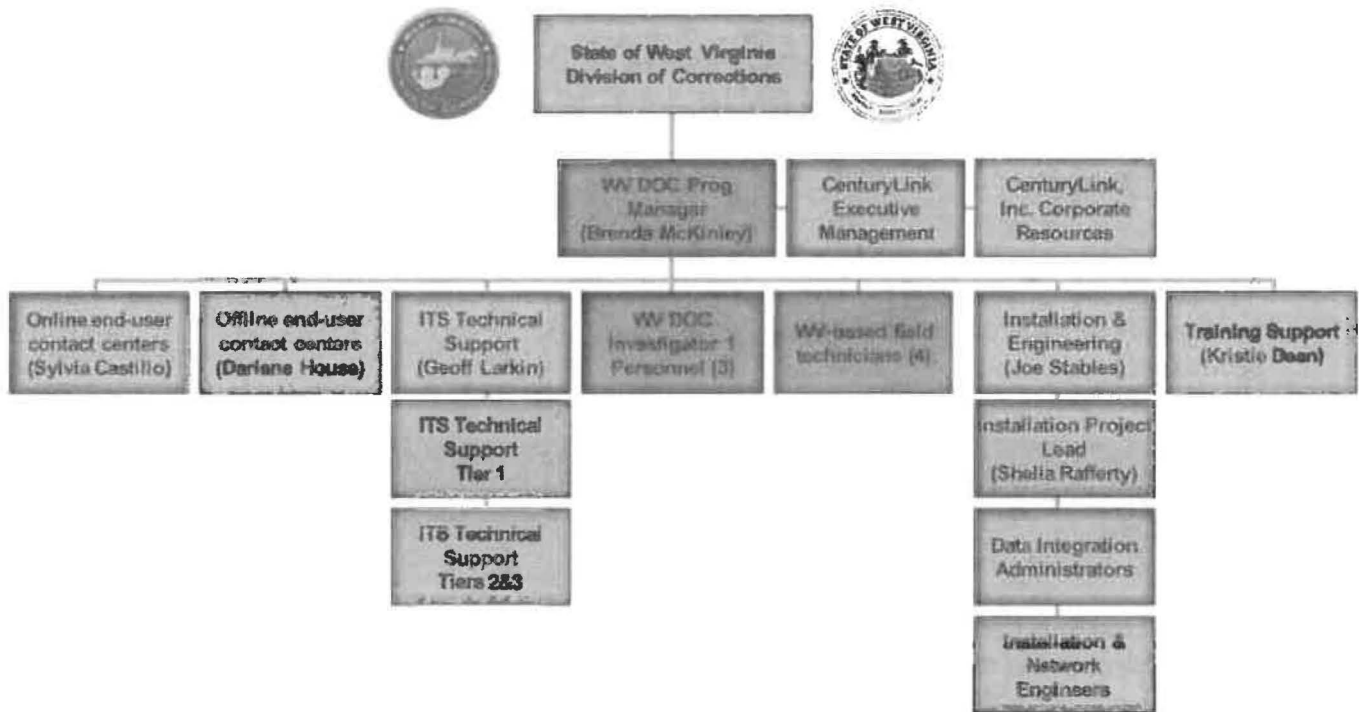 State of West Virginia
Division of Corrections
STATE OF WEST VIRGINIA
WV DOC Prog
Manager
(Brenda McKinley)
CenturyLink
Executive
Management
CenturyLink,
Inc. Corporate
Resources
Online end-user
contact centers
(Sylvia Castillo)
Offline end-user
contact centers
(Darlene House)
ITS Technical
Support
(Geoff Larkin)
WV DOC
Investigator 1
Personnel (3)
WV-based field
technicians (4)
Installation &
Engineering
(Joe Stables)
Training Support
(Kristie Dean)
ITS Technical
Support
Tier 1
Installation Project
Lead
(Shelia Rafferty)
ITS Technical
Support
Tiers 2&3
Data Integration
Administrators
Installation &
Network
Engineers